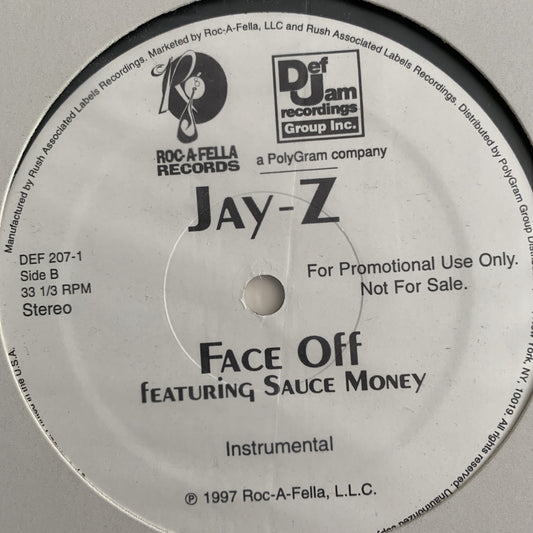 Manufactured by Rush Associated Labels Recordings. Marketed by Roc-A-Fella, LLC and Rush Associated Labels Recordings. Distributed by PolyGram Group
NY, 10019. All rights reserved. Unauthorized
U.S.A.
ROC-A-FELLA
RECORDS
Def
Jam
recordings
Group Inc.
a PolyGram company
JAY-Z
DEF 207-1
Side B
33 1/3 RPM
Stereo
For Promotional Use Only.
Not For Sale.
FACE OFF
FEATURING SAUCE MONEY
Instrumental
℗ 1997 Roc-A-Fella, L.L.C.